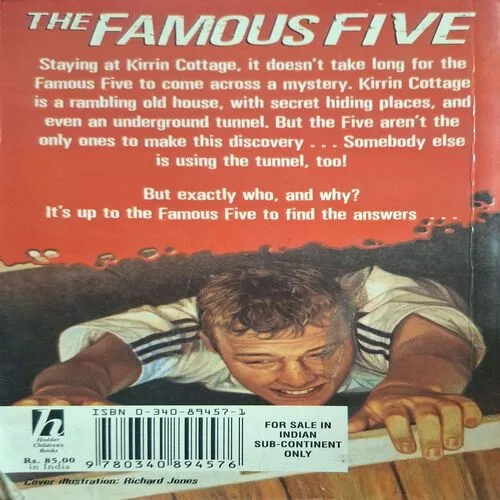 THE FAMOUS FIVE
Staying at Kirrin Cottage, it doesn't take long for the
Famous Five to come across a mystery. Kirrin Cottage
is a rambling old house, with secret hiding places, and
even an underground tunnel. But the Five aren't the
only ones to make this discovery . . . Somebody else
is using the tunnel, too!
But exactly who, and why?
It's up to the Famous Five to find the answers . . .
h
Hodder
Children's
Books
Rs. 85.00
in India
ISBN 0-340-89457-1
9 780340 894576
FOR SALE IN
INDIAN
SUB-CONTINENT
ONLY
Cover illustration: Richard Jones